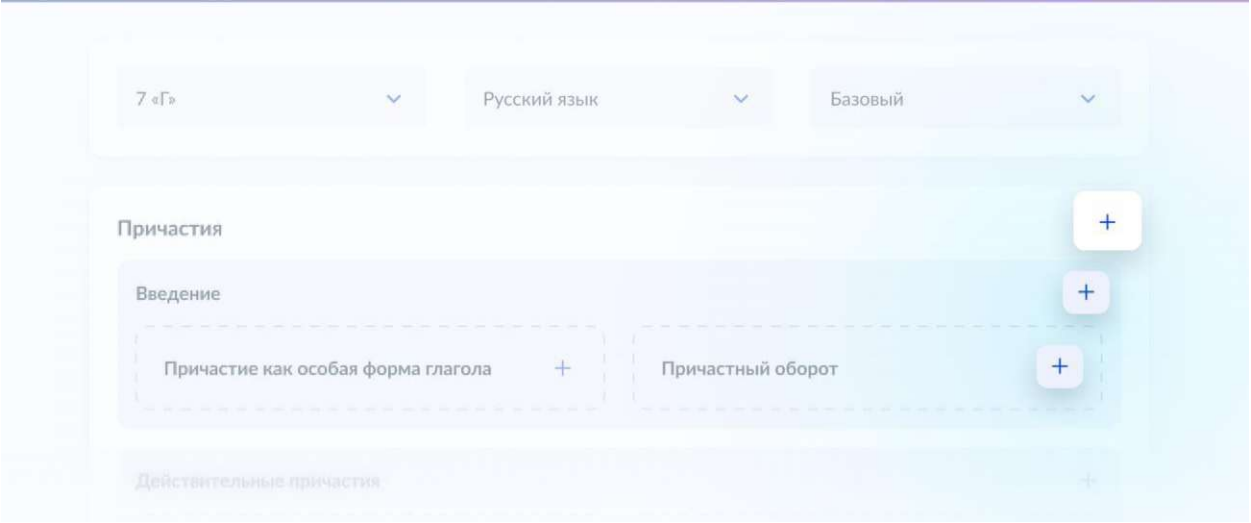 7 «Г» Русский язык Базовый
Причастия
Введение
Причастие как особая форма глагола Причастный оборот
Действительные причастия